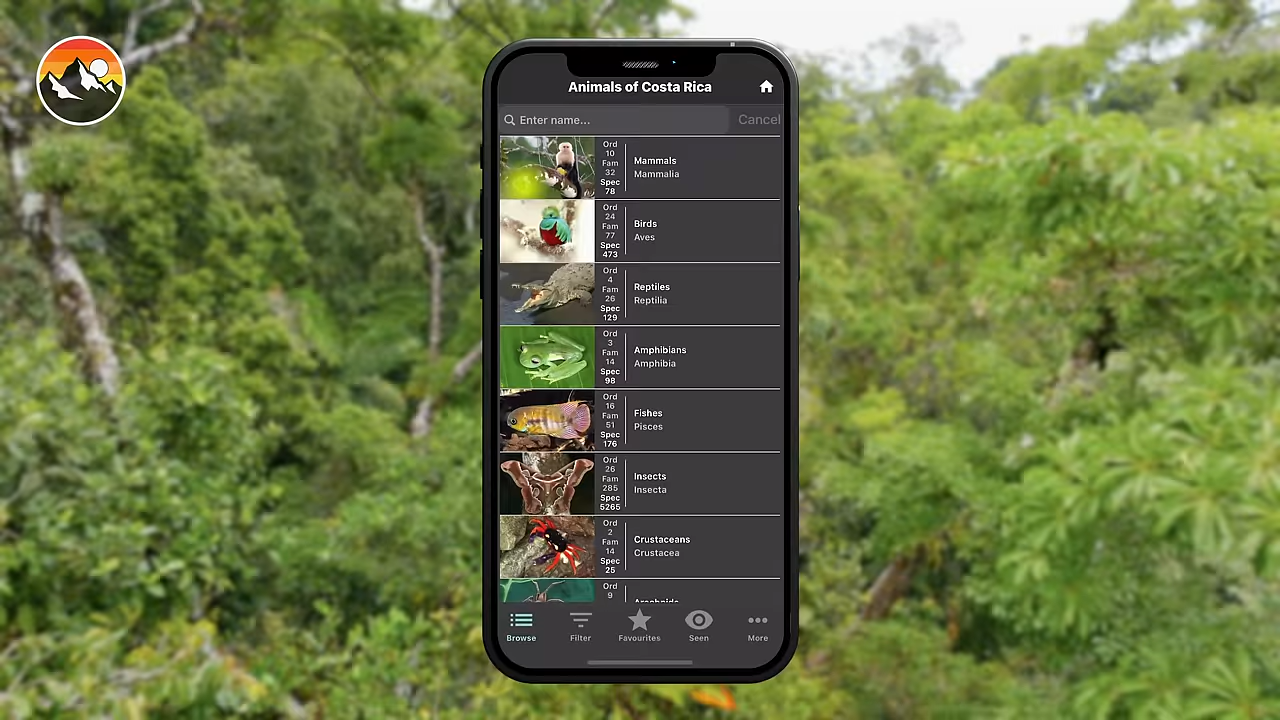 Animals of Costa Rica
Enter name...
Cancel
Ord
10
Fam
32
Spec
78
Mammals
Mammalia
Ord
24
Fam
77
Spec
473
Birds
Aves
Ord
4
Fam
26
Spec
129
Reptiles
Reptilia
Ord
3
Fam
14
Spec
98
Amphibians
Amphibia
Ord
16
Fam
51
Spec
176
Fishes
Pisces
Ord
26
Fam
285
Spec
5265
Insects
Insecta
Ord
2
Fam
14
Spec
25
Crustaceans
Crustacea
Ord
9
Arachnids
Browse
Filter
Favourites
Seen
More